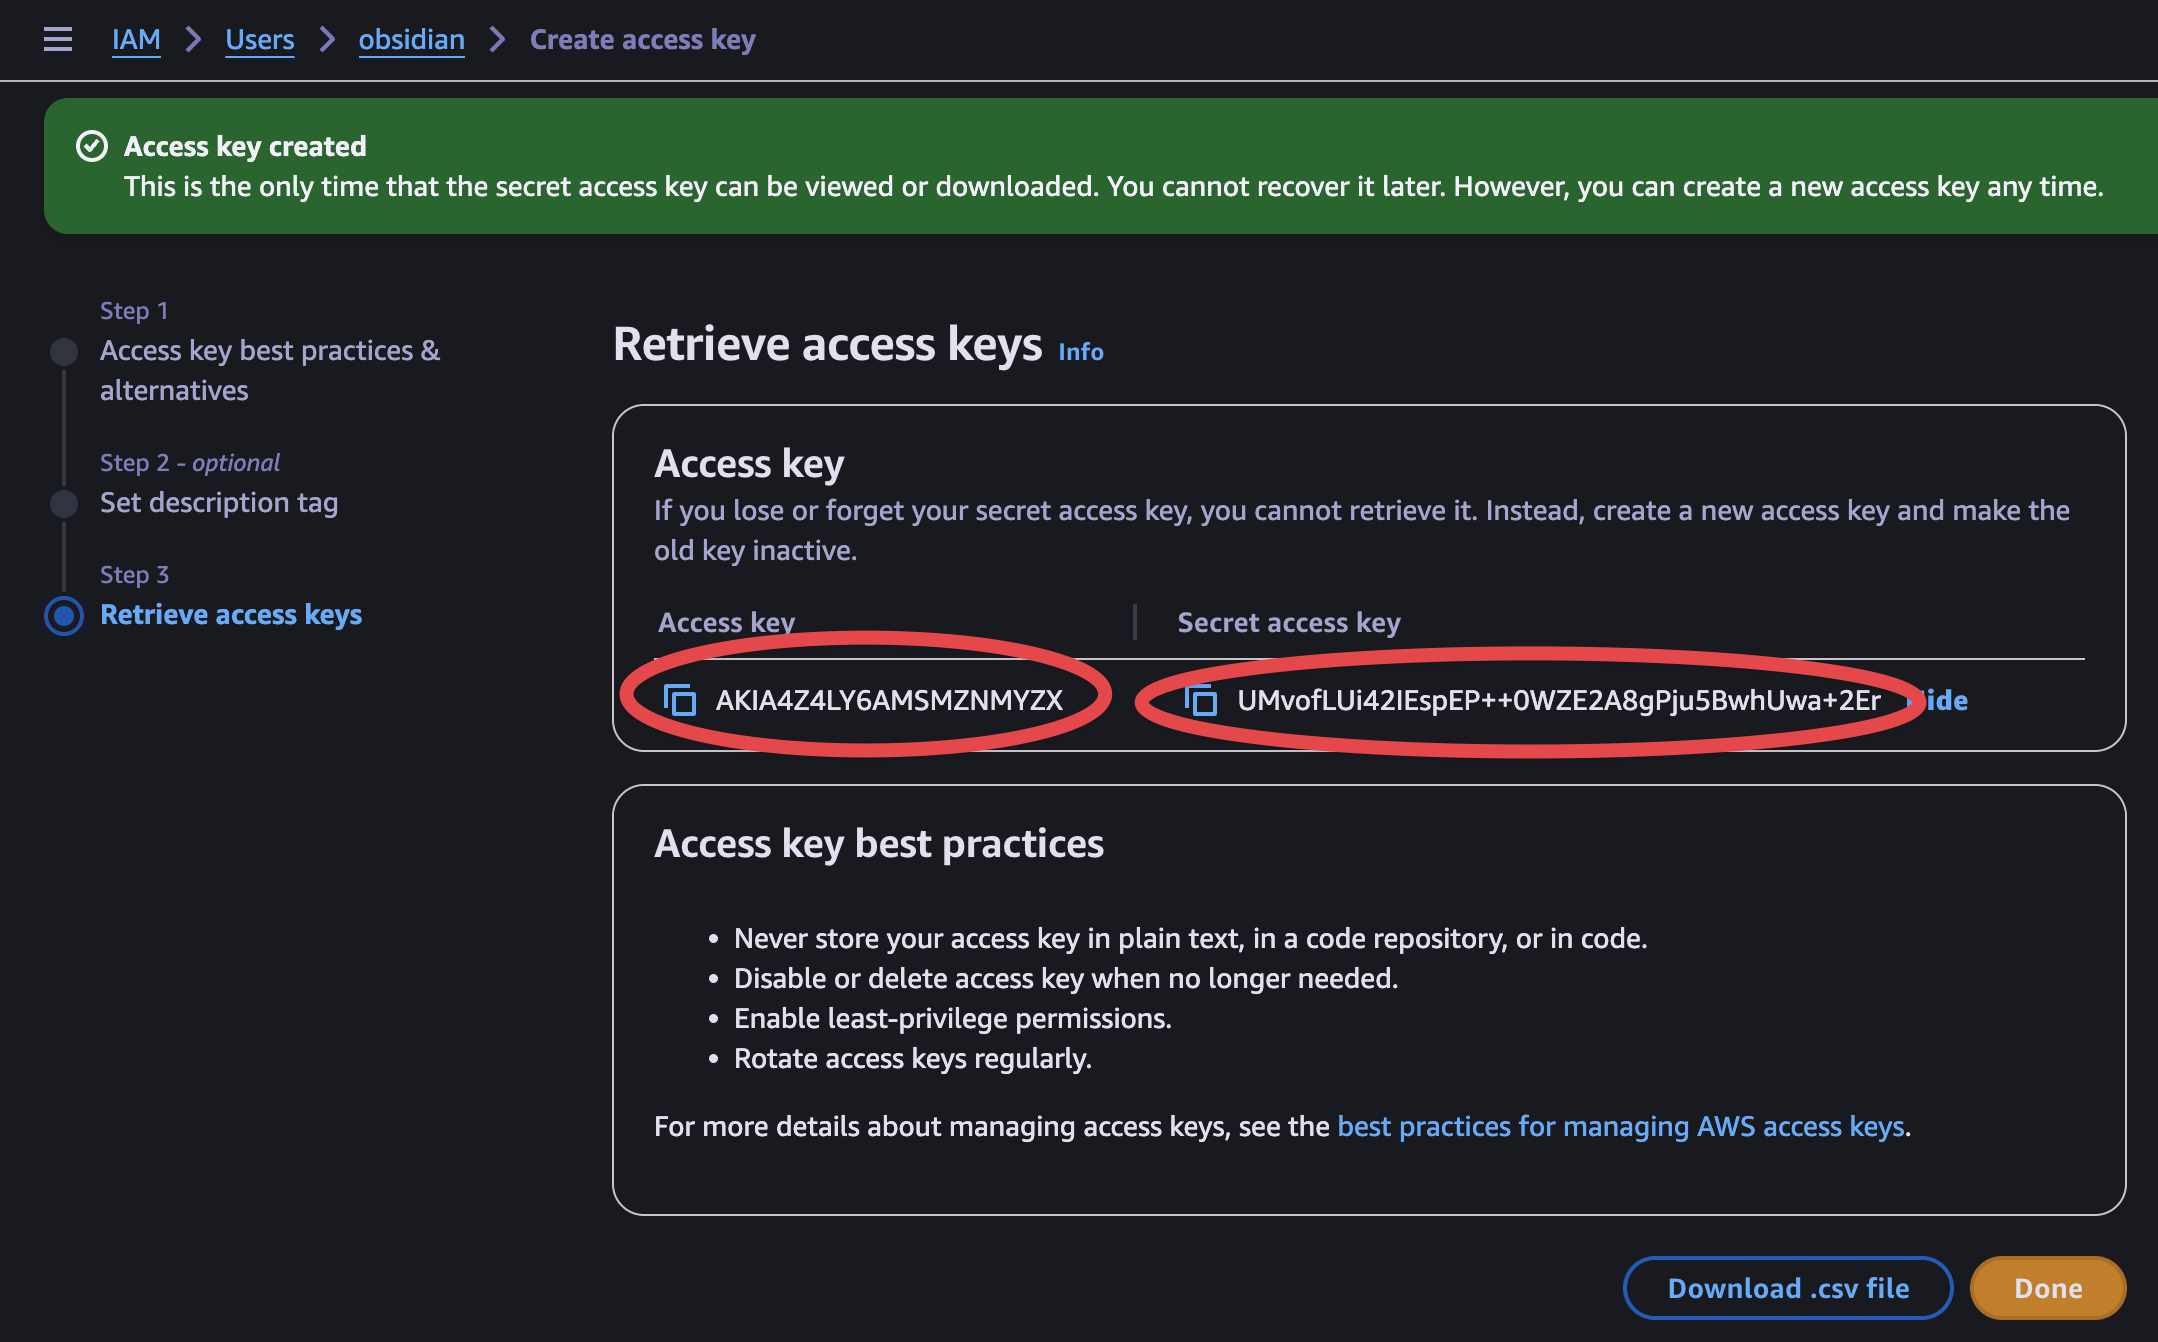 IAM > Users > obsidian > Create access key
Access key created
This is the only time that the secret access key can be viewed or downloaded. You cannot recover it later. However, you can create a new access key any time.
Step 1
Access key best practices &
alternatives
Step 2 - optional
Set description tag
Step 3
Retrieve access keys
Retrieve access keys Info
Access key
If you lose or forget your secret access key, you cannot retrieve it. Instead, create a new access key and make the
old key inactive.
Access key Secret access key
AKIA4Z4LY6AMSMZNMYZX UMvofLUi42IEspEP++0WZE2A8gPju5BwhUwa+2Er Hide
Access key best practices
• Never store your access key in plain text, in a code repository, or in code.
• Disable or delete access key when no longer needed.
• Enable least-privilege permissions.
• Rotate access keys regularly.
For more details about managing access keys, see the best practices for managing AWS access keys.
Download .csv file Done